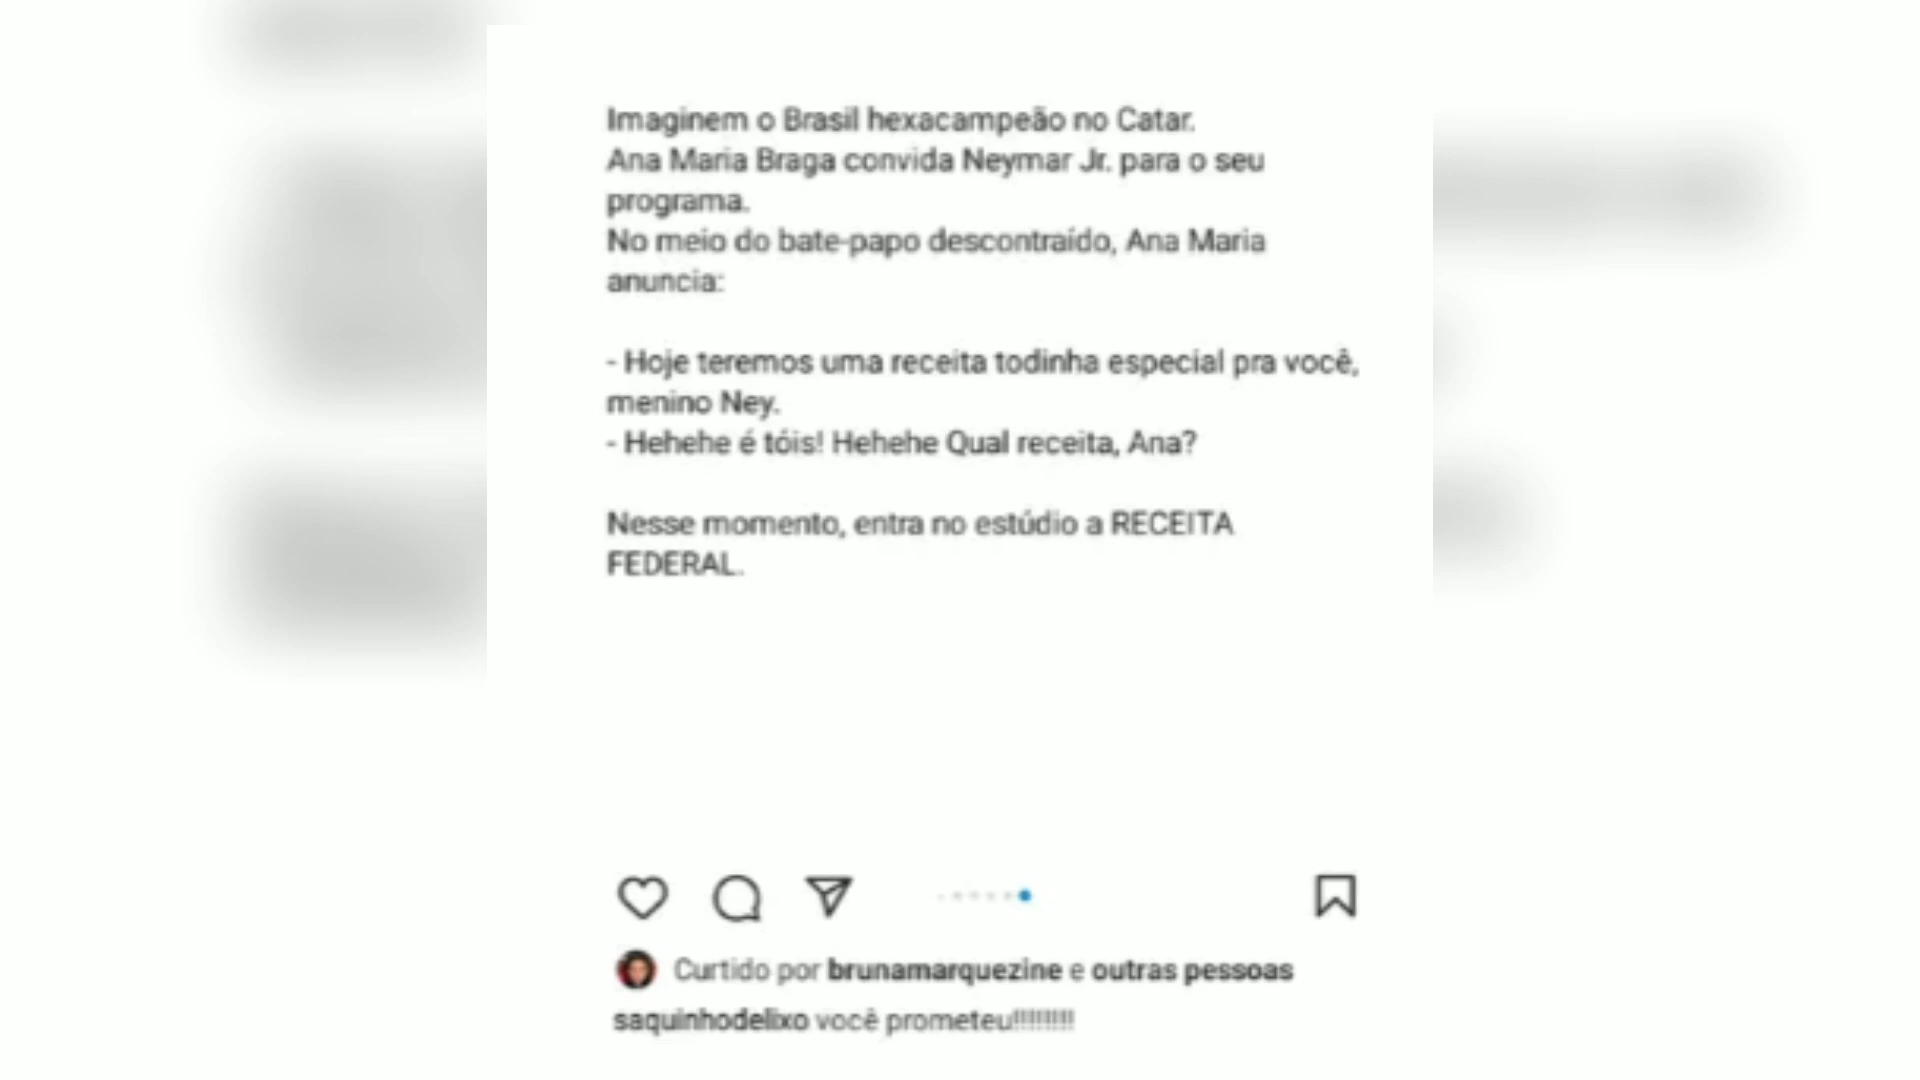 Imaginem o Brasil hexacampeão no Catar.
Ana Maria Braga convida Neymar Jr. para o seu
programa.
No meio do bate-papo descontraído, Ana Maria
anuncia:
- Hoje teremos uma receita todinha especial pra você,
menino Ney.
- Hehehe é tóis! Hehehe Qual receita, Ana?
Nesse momento, entra no estúdio a RECEITA
FEDERAL.
Curtido por brunamarquezine e outras pessoas
saquinhodelixo você prometeu!!!!!!!!!